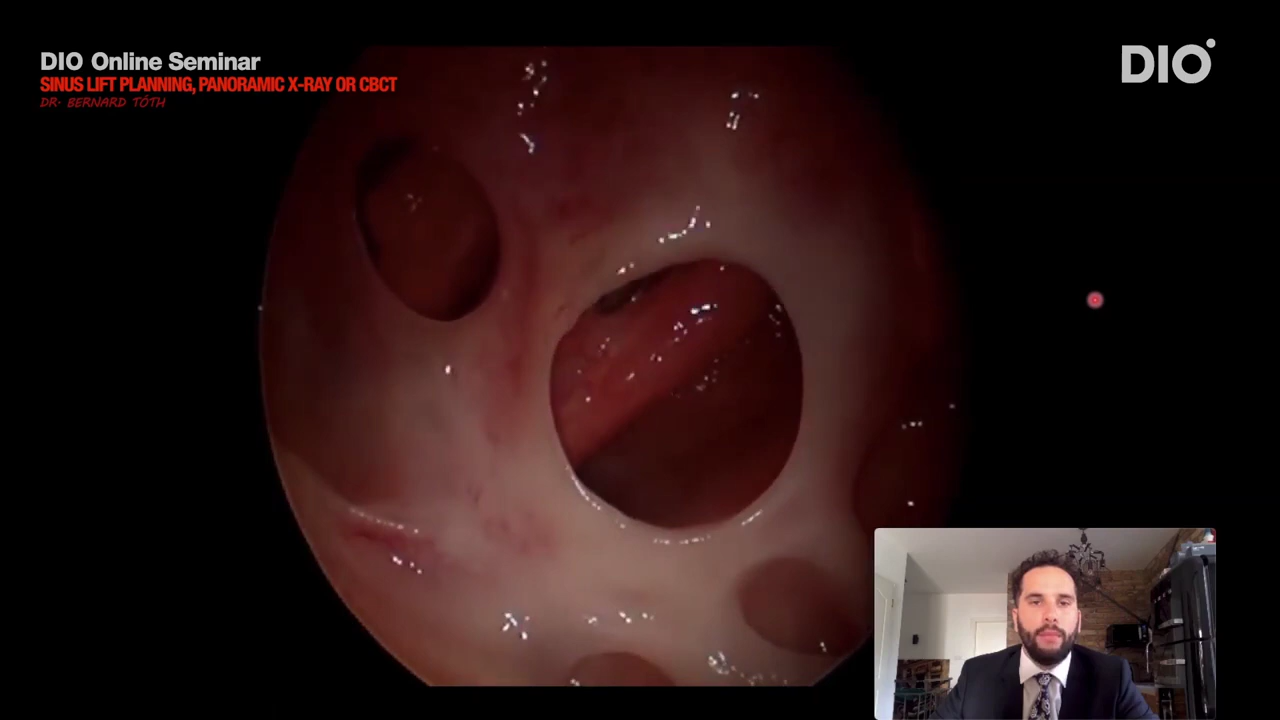 DIO Online Seminar
SINUS LIFT PLANNING, PANORAMIC X-RAY OR CBCT
DR. BERNARD TÓTH
DIO